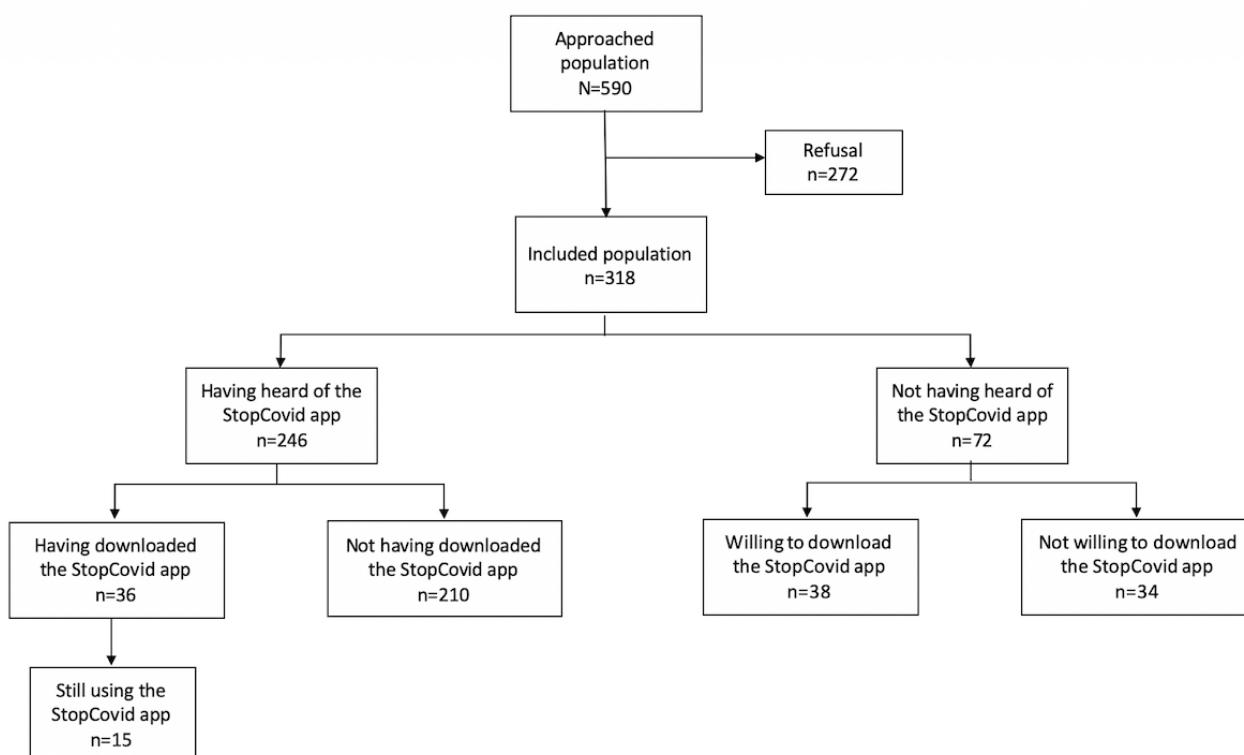 Approached
population
N=590
Refusal
n=272
Included population
n=318
Having heard of the
StopCovid app
n=246
Not having heard of
the StopCovid app
n=72
Having downloaded
the StopCovid app
n=36
Not having downloaded
the StopCovid app
n=210
Willing to download
the StopCovid app
n=38
Not willing to download
the StopCovid app
n=34
Still using the
StopCovid app
n=15